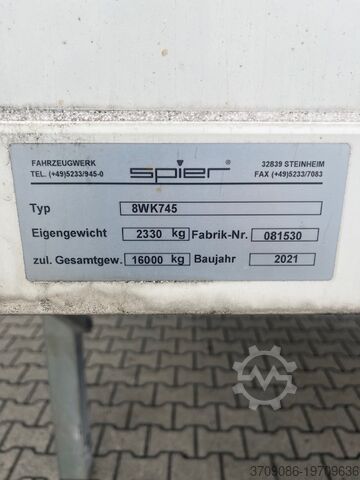 FAHRZEUGWERK spier® 32839 STEINHEIM
TEL. (+49)5233/945-0 FAX (+49)5233/7083
Typ 8WK745
Eigengewicht 2330 kg Fabrik-Nr. 081530
zul. Gesamtgew. 16000 kg Baujahr 2021
3709086-19709636